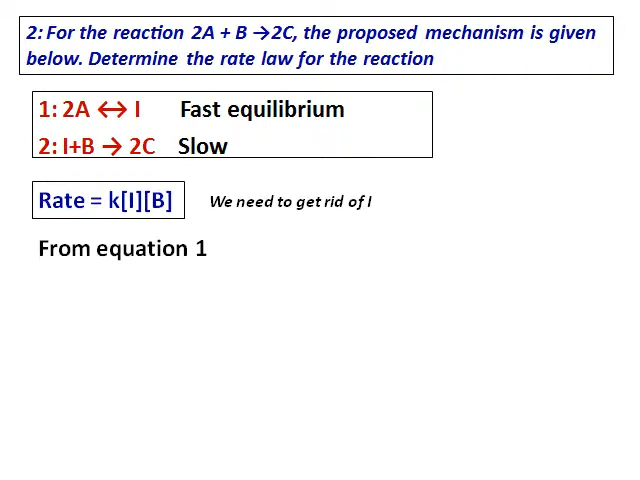 2: For the reaction 2A + B →2C, the proposed mechanism is given
below. Determine the rate law for the reaction
1: 2A ↔ I Fast equilibrium
2: I+B → 2C Slow
Rate = k[I][B] We need to get rid of I
From equation 1